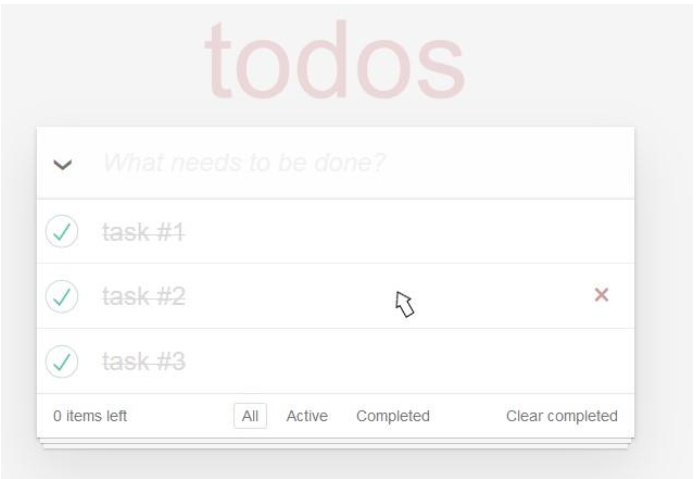 todos
What needs to be done?
task #1
task #2
task #3
0 items left All Active Completed Clear completed